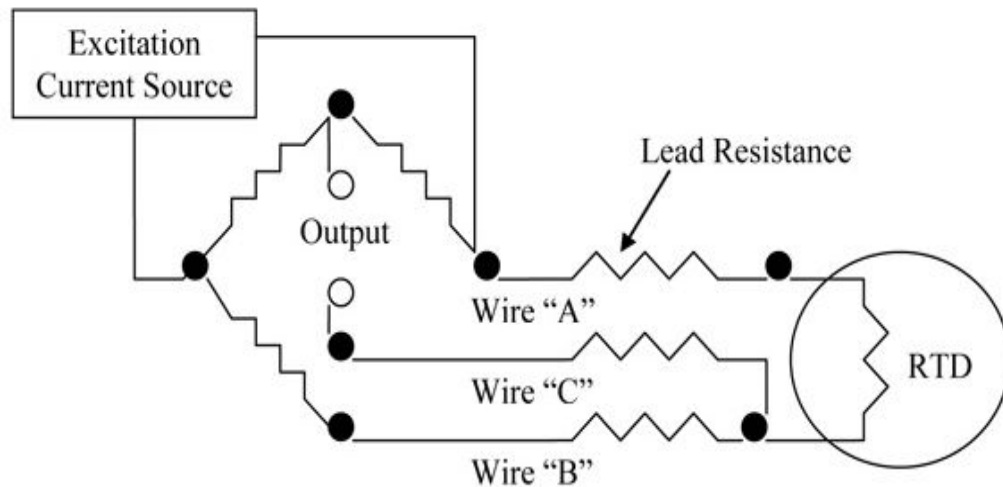 Excitation
Current Source
Lead Resistance
Output
Wire “A”
RTD
Wire “C”
Wire “B”